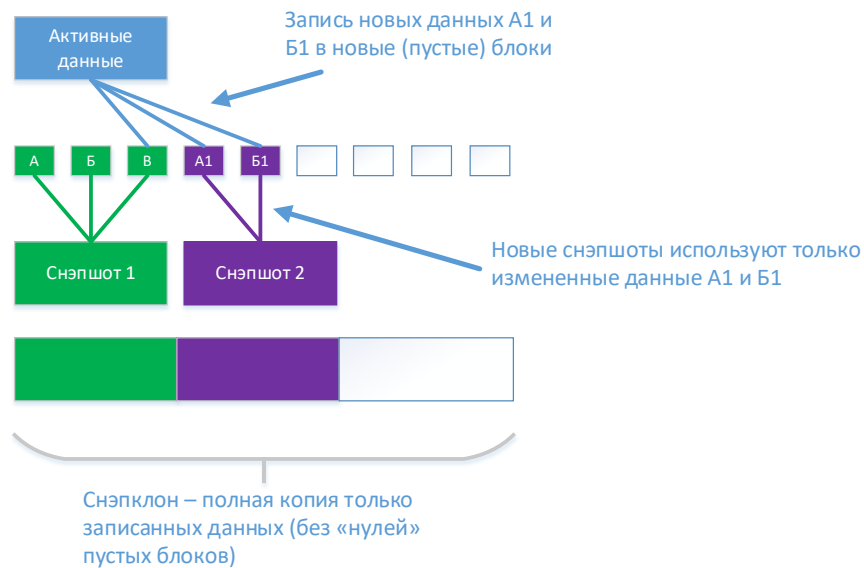 Активные
данные
Запись новых данных А1 и
Б1 в новые (пустые) блоки
А
Б
В
А1
Б1
Снэпшот 1
Снэпшот 2
Новые снэпшоты используют только
измененные данные А1 и Б1
Снэпклон – полная копия только
записанных данных (без «нулей»
пустых блоков)